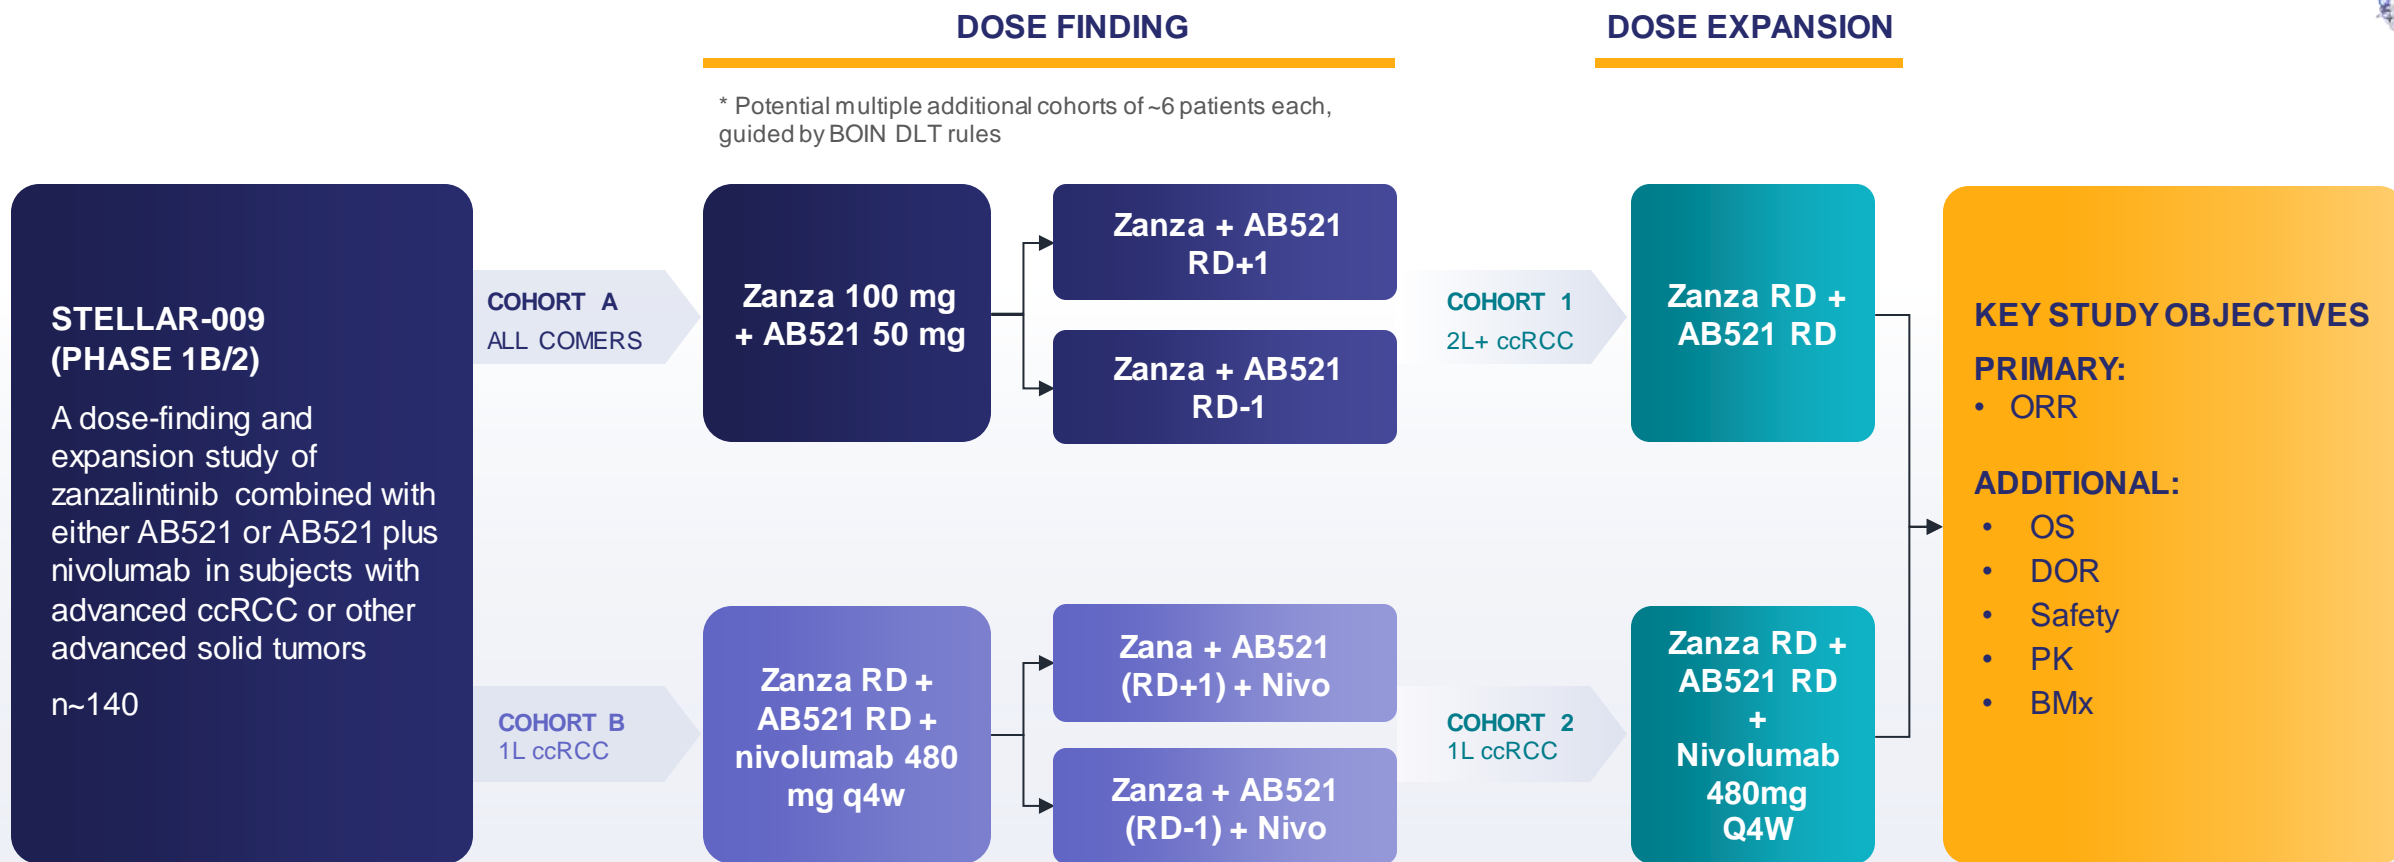 DOSE FINDING
DOSE EXPANSION
* Potential multiple additional cohorts of ~6 patients each,
guided by BOIN DLT rules
STELLAR-009
(PHASE 1B/2)
A dose-finding and
expansion study of
zanzalintinib combined with
either AB521 or AB521 plus
nivolumab in subjects with
advanced ccRCC or other
advanced solid tumors
n~140
COHORT A
ALL COMERS
Zanza 100 mg
+ AB521 50 mg
Zanza + AB521
RD+1
Zanza + AB521
RD-1
COHORT 1
2L+ ccRCC
Zanza RD +
AB521 RD
COHORT B
1L ccRCC
Zanza RD +
AB521 RD +
nivolumab 480
mg q4w
Zana + AB521
(RD+1) + Nivo
Zanza + AB521
(RD-1) + Nivo
COHORT 2
1L ccRCC
Zanza RD +
AB521 RD
+
Nivolumab
480mg
Q4W
KEY STUDY OBJECTIVES
PRIMARY:
• ORR
ADDITIONAL:
• OS
• DOR
• Safety
• PK
• BMx